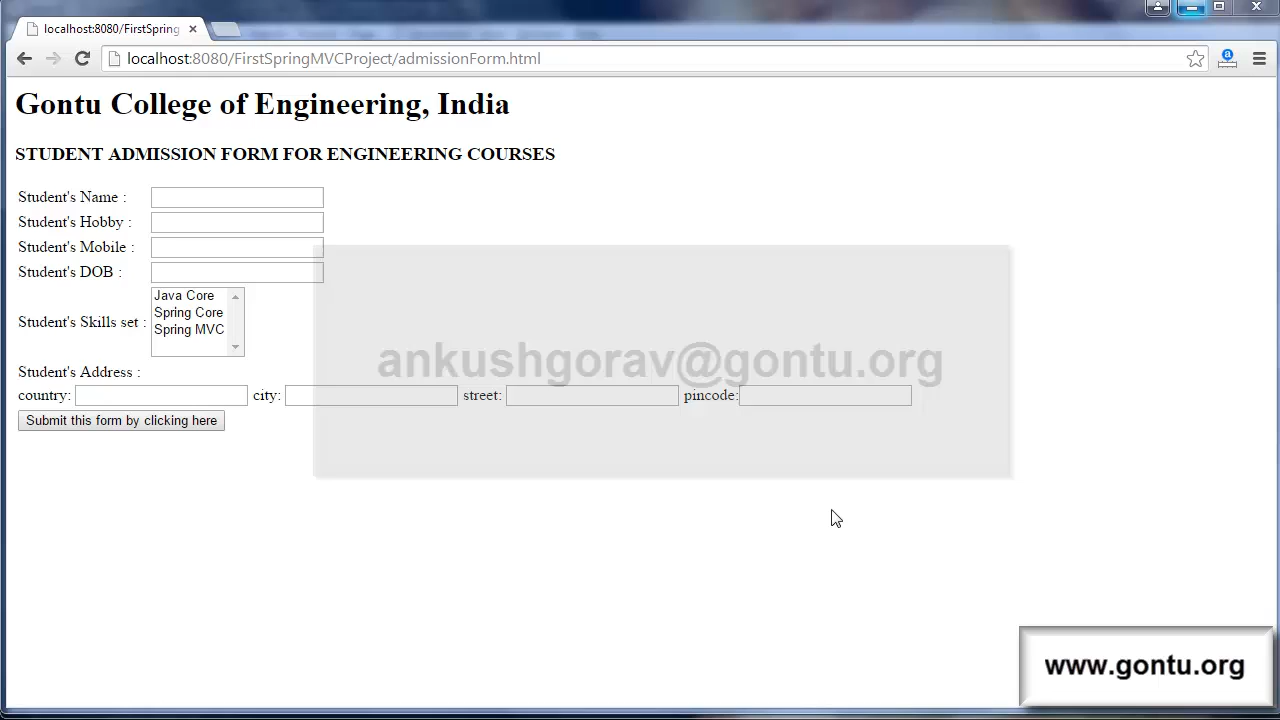 localhost:8080/FirstSpring
localhost:8080/FirstSpringMVCProject/admissionForm.html
Gontu College of Engineering, India
STUDENT ADMISSION FORM FOR ENGINEERING COURSES
Student's Name :
Student's Hobby :
Student's Mobile :
Student's DOB :
Student's Skills set :
Java Core
Spring Core
Spring MVC
ankushgorav@gontu.org
Student's Address :
country: city: street: pincode:
Submit this form by clicking here
www.gontu.org